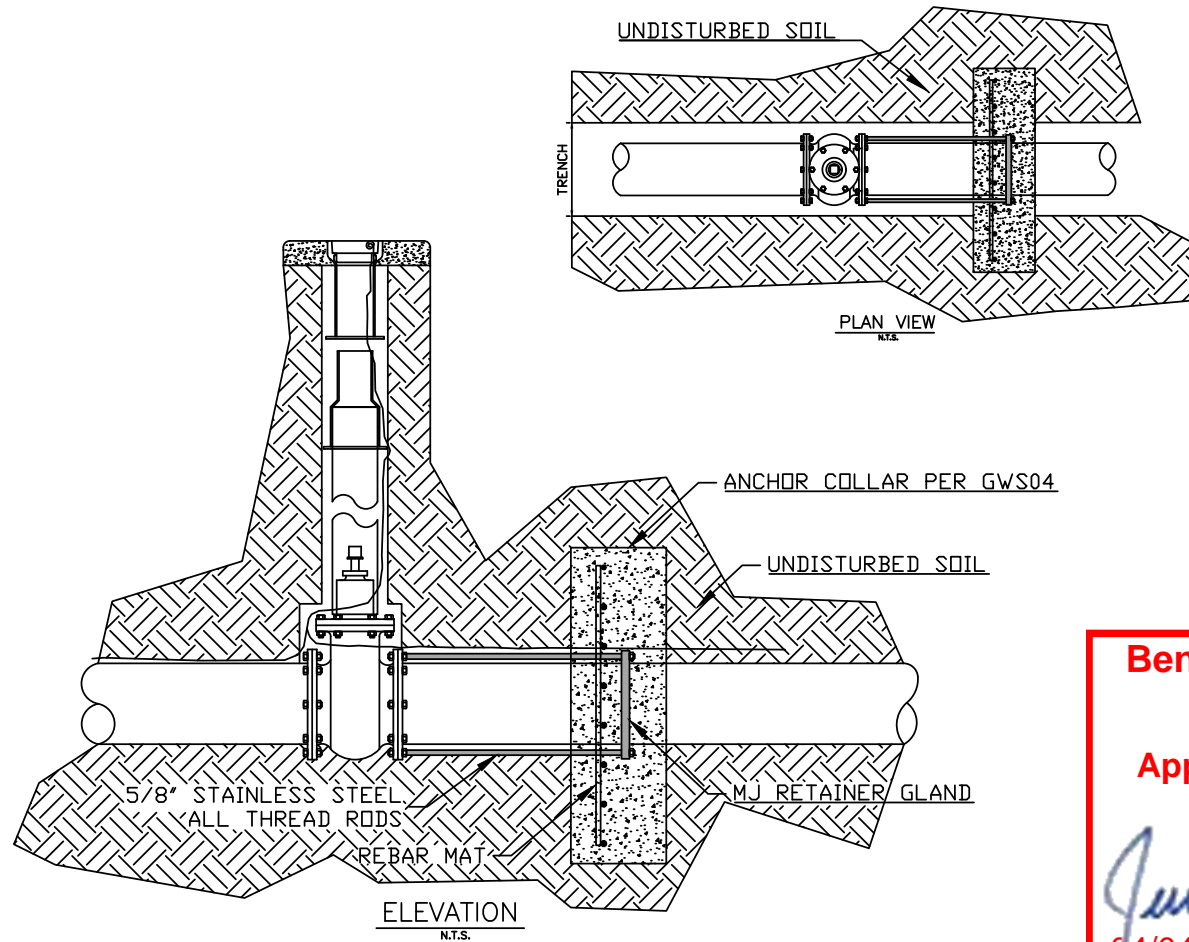 UNDISTURBED SOIL
TRENCH
PLAN VIEW
N.T.S.
ANCHOR COLLAR PER GWS04
UNDISTURBED SOIL
5/8" STAINLESS STEEL
ALL THREAD RODS
MJ RETAINER GLAND
REBAR MAT
ELEVATION
N.T.S.
Ben
App